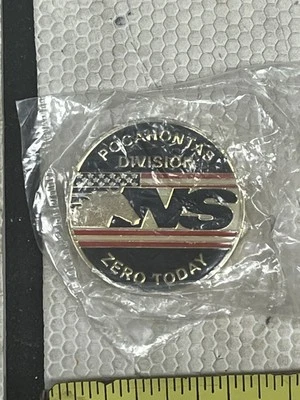 POCAHONTAS
DIVISION
NS
ZERO TODAY